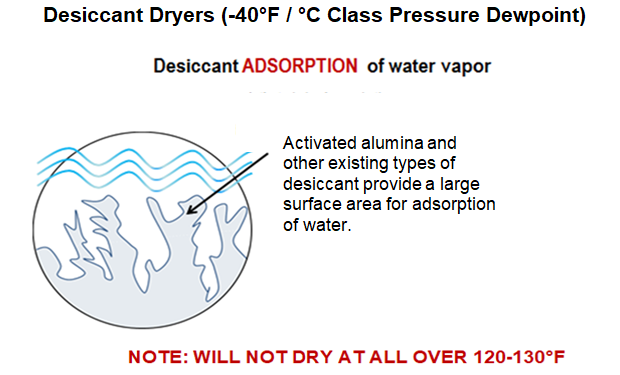 Desiccant Dryers (-40°F / °C Class Pressure Dewpoint)
Desiccant ADSORPTION of water vapor
Activated alumina and
other existing types of
desiccant provide a large
surface area for adsorption
of water.
NOTE: WILL NOT DRY AT ALL OVER 120-130°F